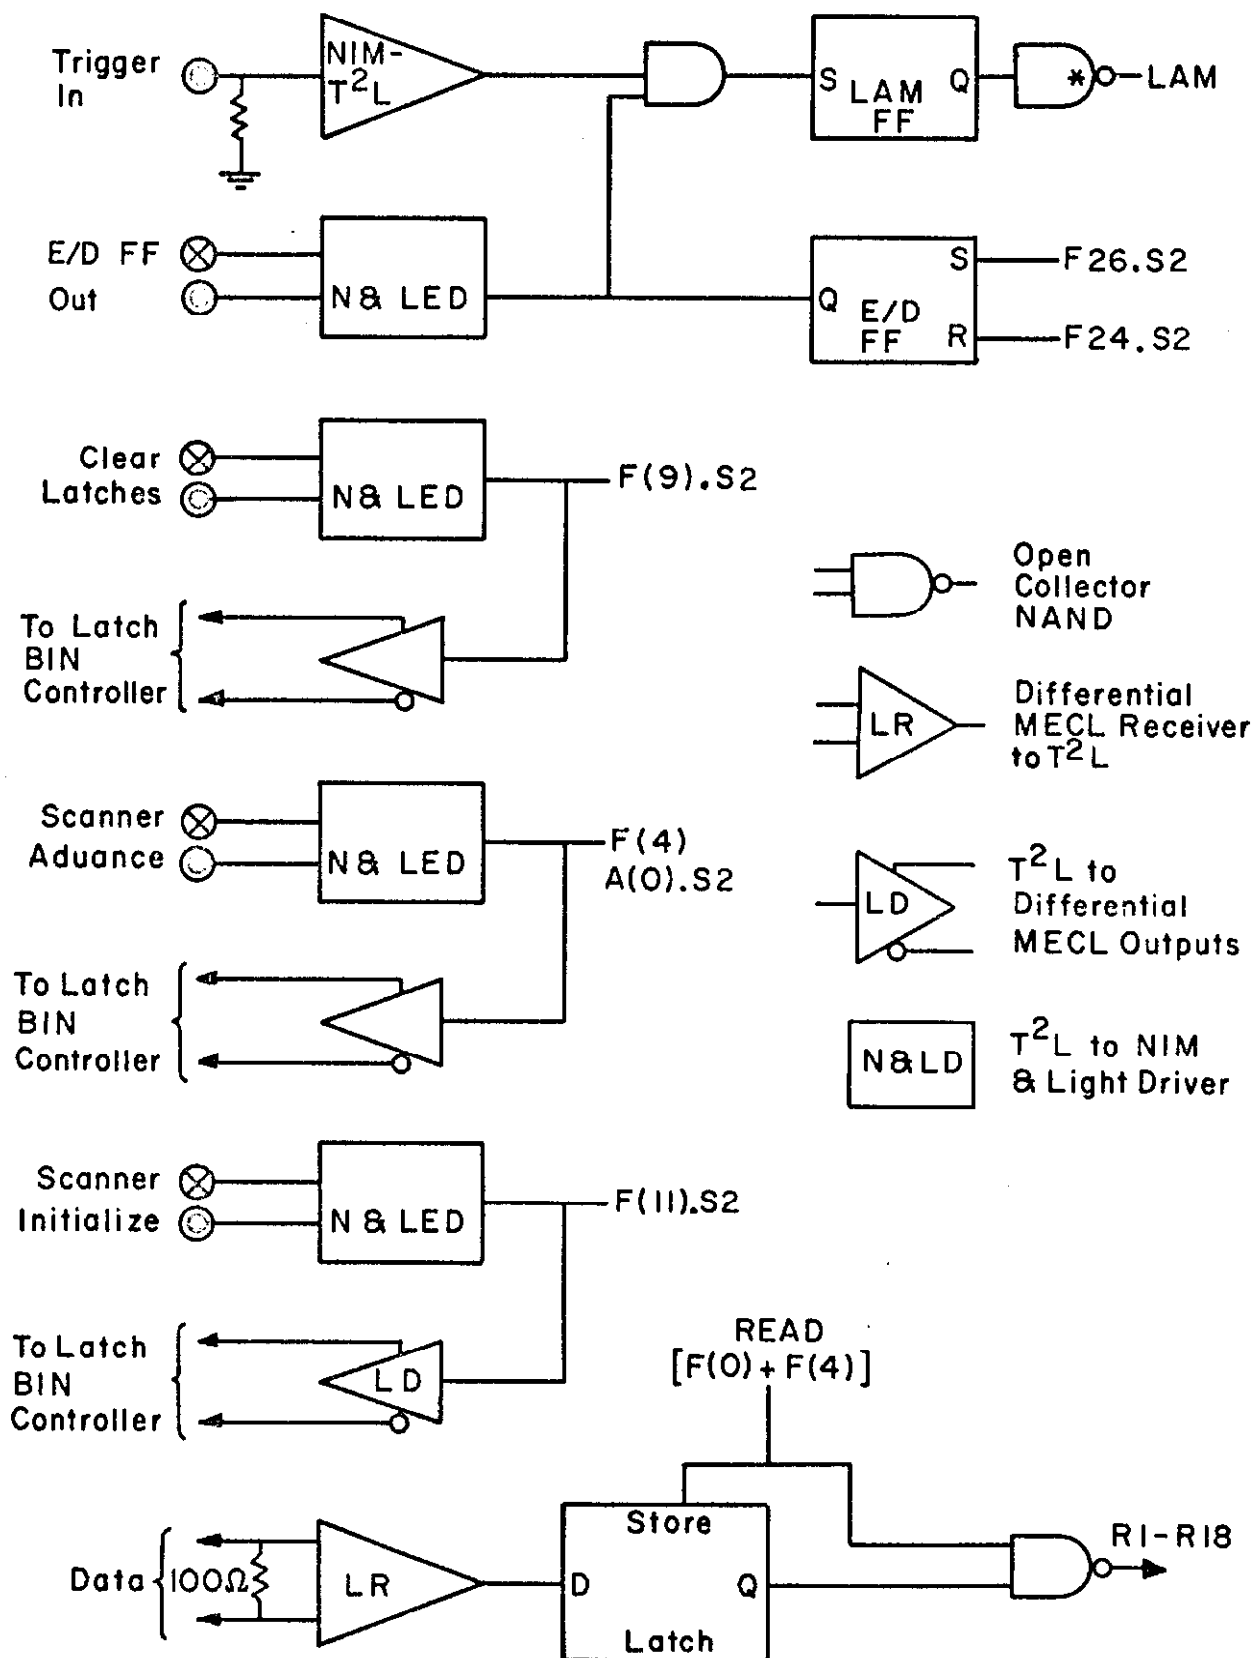 Trigger
In
NIM-
T²L
S
LAM
FF
Q
*
LAM
E/D FF
Out
N & LED
Q
E/D
FF
S
R
F26.S2
F24.S2
Clear
Latches
N & LED
F(9).S2
To Latch
BIN
Controller
Open
Collector
NAND
LR
Differential
MECL Receiver
to T²L
Scanner
Aduance
N & LED
F(4)
A(0).S2
LD
T²L to
Differential
MECL Outputs
To Latch
BIN
Controller
N & LD
T²L to NIM
& Light Driver
Scanner
Initialize
N & LED
F(11).S2
To Latch
BIN
Controller
LD
READ
[F(0) + F(4)]
Data
100Ω
LR
Store
D
Q
Latch
R1-R18